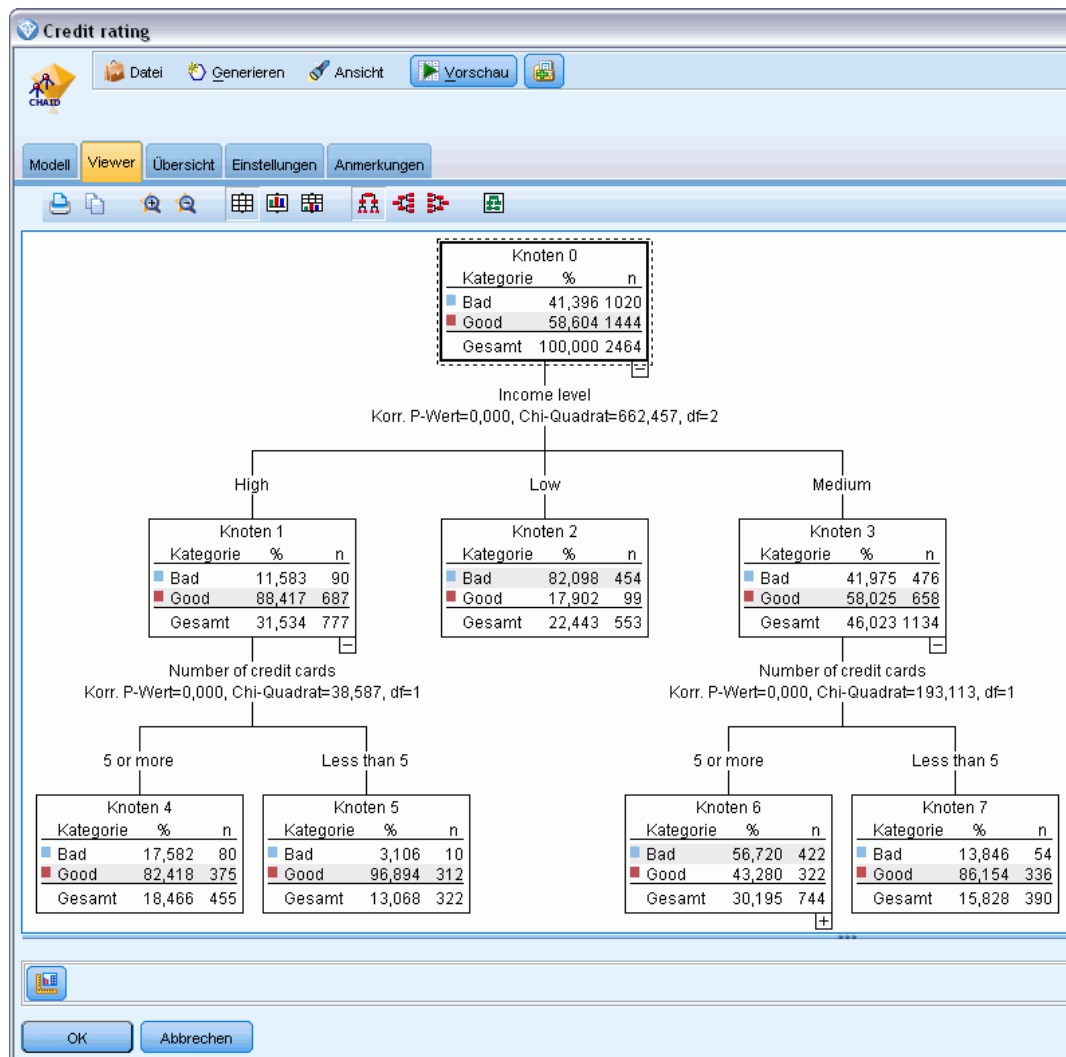 Credit rating
CHAID
Datei Generieren Ansicht Vorschau
Modell Viewer Übersicht Einstellungen Anmerkungen
Knoten 0
Kategorie % n
Bad 41,396 1020
Good 58,604 1444
Gesamt 100,000 2464
Income level
Korr. P-Wert=0,000, Chi-Quadrat=662,457, df=2
High
Low
Medium
Knoten 1
Kategorie % n
Bad 11,583 90
Good 88,417 687
Gesamt 31,534 777
Knoten 2
Kategorie % n
Bad 82,098 454
Good 17,902 99
Gesamt 22,443 553
Knoten 3
Kategorie % n
Bad 41,975 476
Good 58,025 658
Gesamt 46,023 1134
Number of credit cards
Korr. P-Wert=0,000, Chi-Quadrat=38,587, df=1
Number of credit cards
Korr. P-Wert=0,000, Chi-Quadrat=193,113, df=1
5 or more
Less than 5
5 or more
Less than 5
Knoten 4
Kategorie % n
Bad 17,582 80
Good 82,418 375
Gesamt 18,466 455
Knoten 5
Kategorie % n
Bad 3,106 10
Good 96,894 312
Gesamt 13,068 322
Knoten 6
Kategorie % n
Bad 56,720 422
Good 43,280 322
Gesamt 30,195 744
Knoten 7
Kategorie % n
Bad 13,846 54
Good 86,154 336
Gesamt 15,828 390
OK Abbrechen